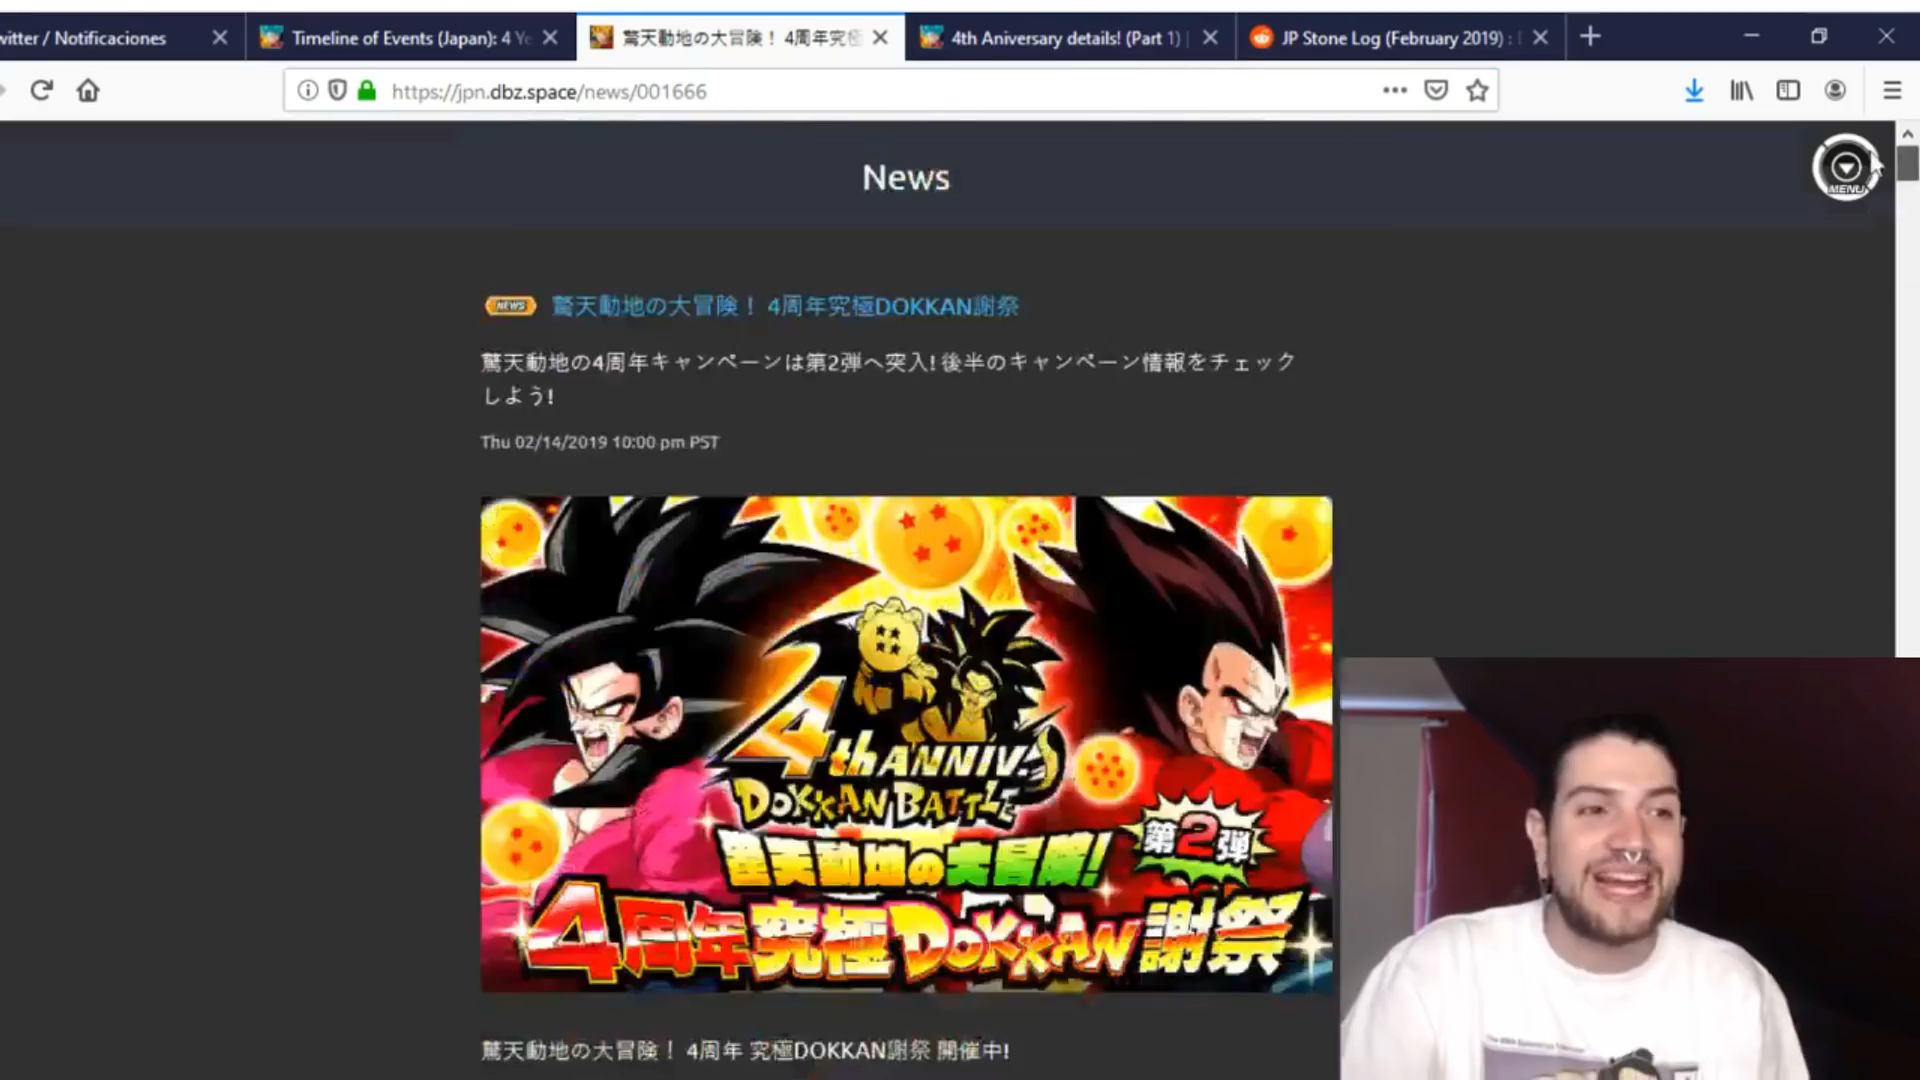 witter / Notificaciones
Timeline of Events (Japan): 4 Ye
驚天動地の大冒険！ 4周年究極
4th Aniversary details! (Part 1) |
JP Stone Log (February 2019) :
https://jpn.dbz.space/news/001666
News
MENU
NEWS 驚天動地の大冒険！ 4周年究極DOKKAN謝祭
驚天動地の4周年キャンペーンは第2弾へ突入! 後半のキャンペーン情報をチェック
しよう!
Thu 02/14/2019 10:00 pm PST
4th ANNIV.
DOKKAN BATTLE
驚天動地の大冒険!
第2弾
4周年究極DOKKAN謝祭
驚天動地の大冒険！ 4周年 究極DOKKAN謝祭 開催中!